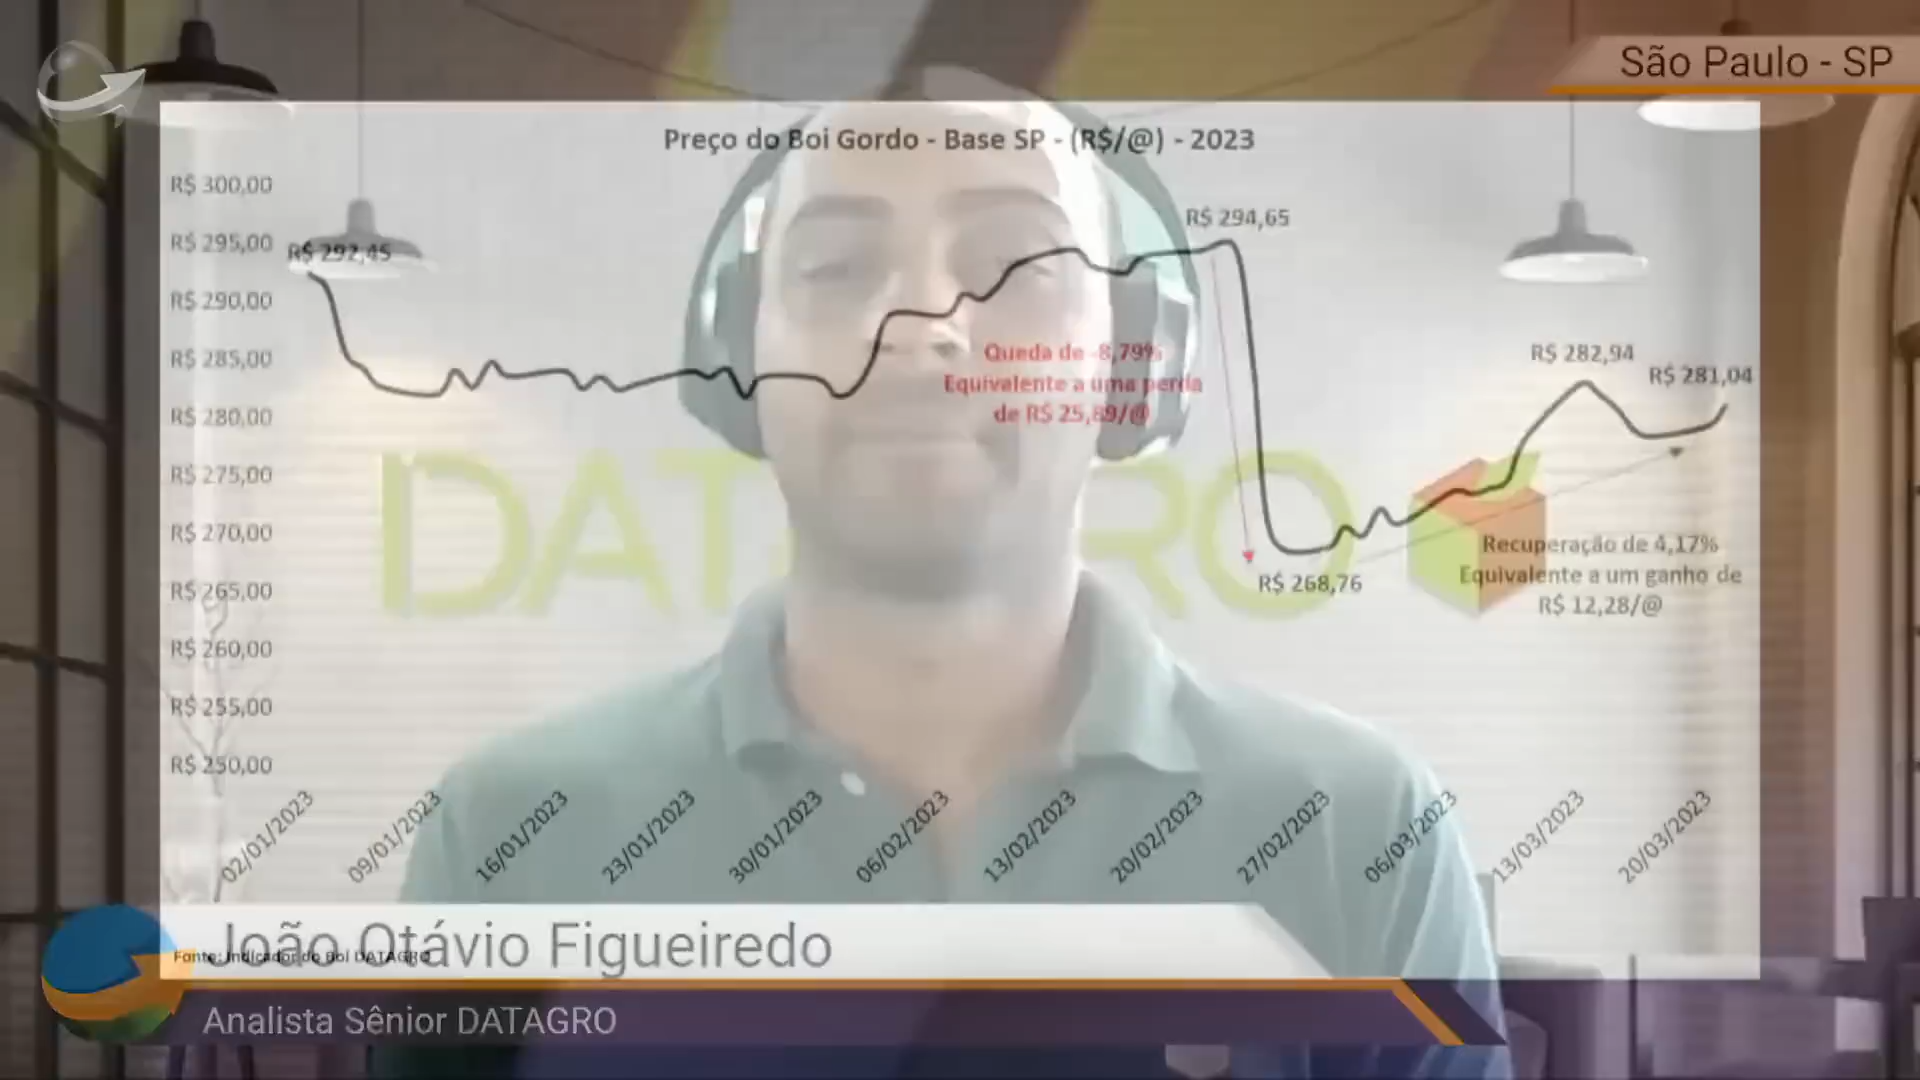 São Paulo - SP
Preço do Boi Gordo - Base SP - (R$/@) - 2023
R$ 300,00
R$ 295,00
R$ 290,00
R$ 285,00
R$ 280,00
R$ 275,00
R$ 270,00
R$ 265,00
R$ 260,00
R$ 255,00
R$ 250,00
R$ 292,45
R$ 294,65
Queda de -8,79%
Equivalente a uma perda
de R$ 25,89/@
R$ 268,76
R$ 282,94
R$ 281,04
Recuperação de 4,17%
Equivalente a um ganho de
R$ 12,28/@
DATAGRO
02/01/2023
09/01/2023
16/01/2023
23/01/2023
30/01/2023
06/02/2023
13/02/2023
20/02/2023
27/02/2023
06/03/2023
13/03/2023
20/03/2023
João Otávio Figueiredo
Fonte: Indicador do Boi DATAGRO
Analista Sênior DATAGRO